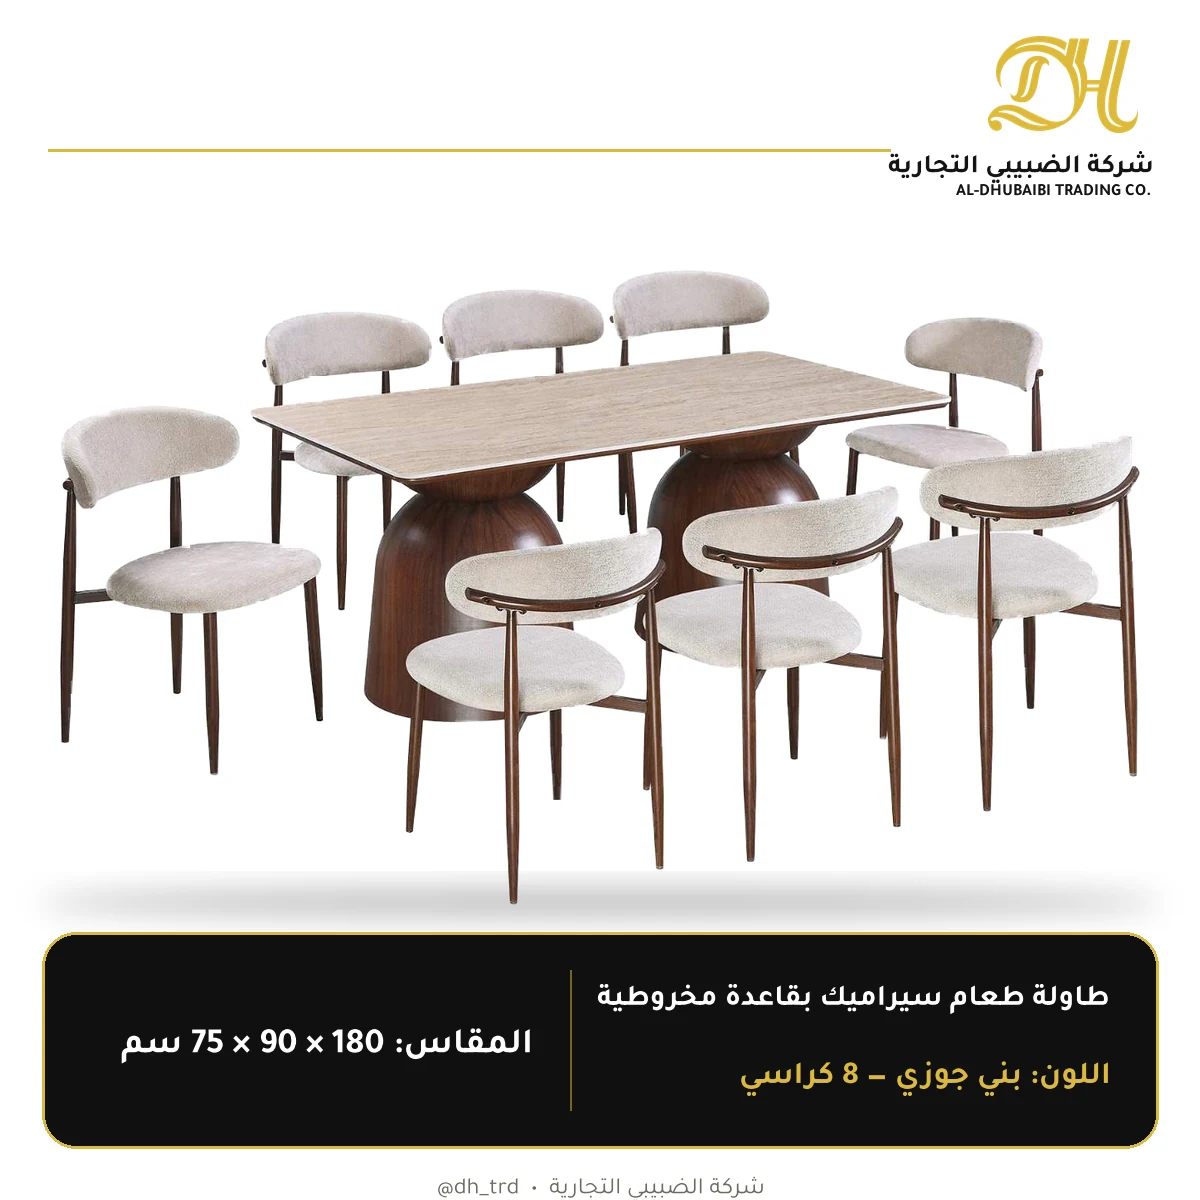 DH
شركة الضبيبي التجارية
AL-DHUBAIBI TRADING CO.
طاولة طعام سيراميك بقاعدة مخروطية
اللون: بني جوزي – 8 كراسي
المقاس: 180 × 90 × 75 سم
شركة الضبيبي التجارية • @dh_trd